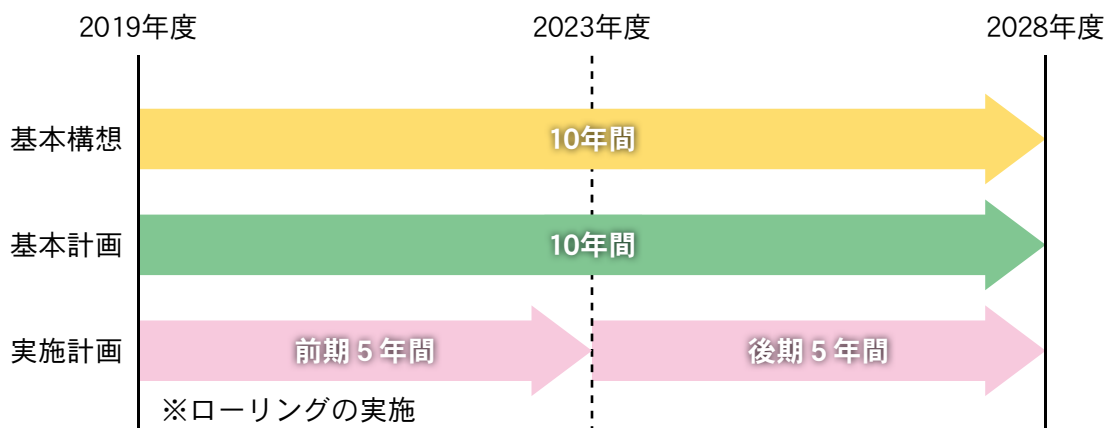 2019年度 2023年度 2028年度
基本構想 10年間
基本計画 10年間
実施計画 前期5年間 後期5年間
※ローリングの実施